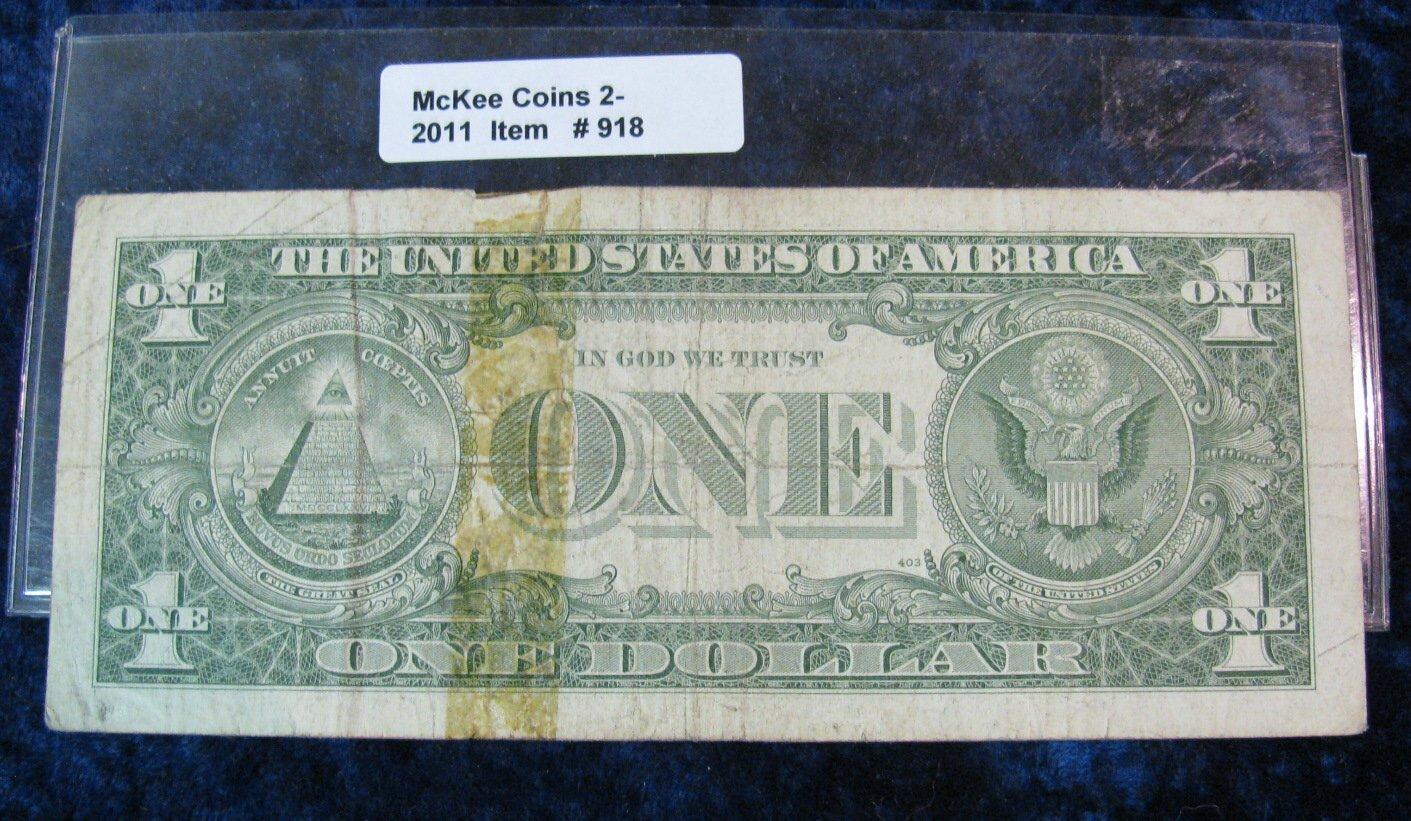 McKee Coins 2-
2011 Item # 918
THE UNITED STATES OF AMERICA
1
ONE
1
ONE
ANNUIT CŒPTIS
IN GOD WE TRUST
ONE
MDCCLXXVI
NOVUS ORDO SECLORUM
THE GREAT SEAL
403
OF THE UNITED STATES
1
ONE
1
ONE
ONE DOLLAR